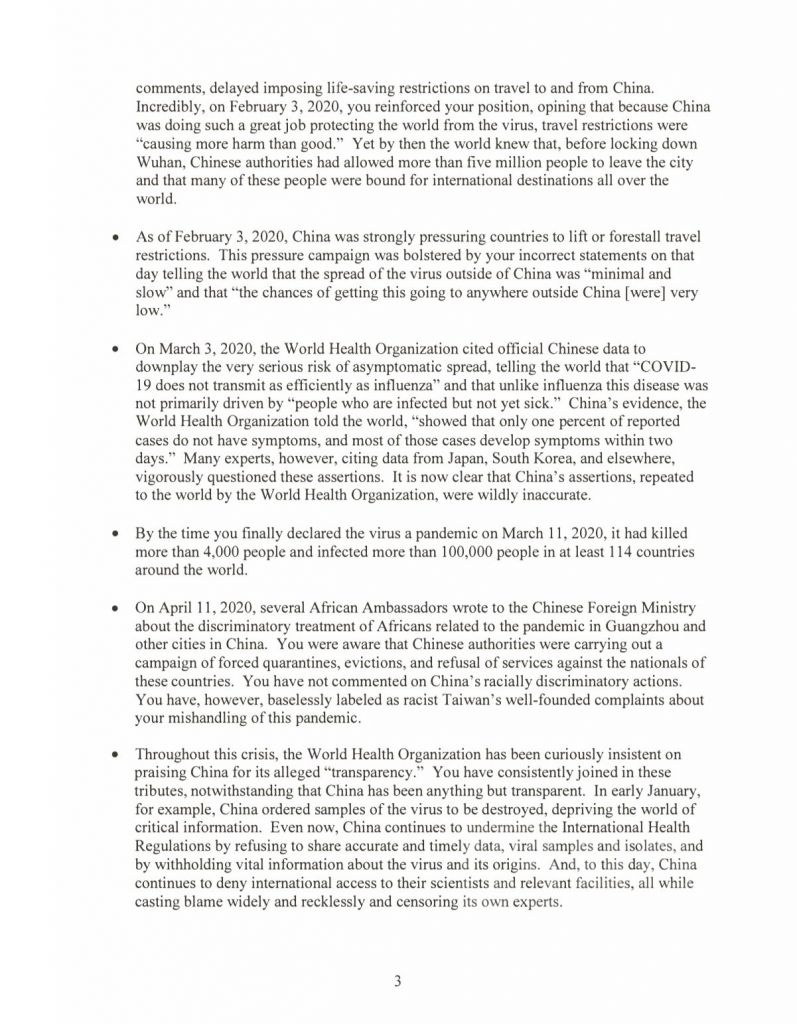 comments, delayed imposing life-saving restrictions on travel to and from China.
Incredibly, on February 3, 2020, you reinforced your position, opining that because China
was doing such a great job protecting the world from the virus, travel restrictions were
“causing more harm than good.” Yet by then the world knew that, before locking down
Wuhan, Chinese authorities had allowed more than five million people to leave the city
and that many of these people were bound for international destinations all over the
world.
• As of February 3, 2020, China was strongly pressuring countries to lift or forestall travel
restrictions. This pressure campaign was bolstered by your incorrect statements on that
day telling the world that the spread of the virus outside of China was “minimal and
slow” and that “the chances of getting this going to anywhere outside China [were] very
low.”
• On March 3, 2020, the World Health Organization cited official Chinese data to
downplay the very serious risk of asymptomatic spread, telling the world that “COVID-
19 does not transmit as efficiently as influenza” and that unlike influenza this disease was
not primarily driven by “people who are infected but not yet sick.” China’s evidence, the
World Health Organization told the world, “showed that only one percent of reported
cases do not have symptoms, and most of those cases develop symptoms within two
days.” Many experts, however, citing data from Japan, South Korea, and elsewhere,
vigorously questioned these assertions. It is now clear that China’s assertions, repeated
to the world by the World Health Organization, were wildly inaccurate.
• By the time you finally declared the virus a pandemic on March 11, 2020, it had killed
more than 4,000 people and infected more than 100,000 people in at least 114 countries
around the world.
• On April 11, 2020, several African Ambassadors wrote to the Chinese Foreign Ministry
about the discriminatory treatment of Africans related to the pandemic in Guangzhou and
other cities in China. You were aware that Chinese authorities were carrying out a
campaign of forced quarantines, evictions, and refusal of services against the nationals of
these countries. You have not commented on China’s racially discriminatory actions.
You have, however, baselessly labeled as racist Taiwan’s well-founded complaints about
your mishandling of this pandemic.
• Throughout this crisis, the World Health Organization has been curiously insistent on
praising China for its alleged “transparency.” You have consistently joined in these
tributes, notwithstanding that China has been anything but transparent. In early January,
for example, China ordered samples of the virus to be destroyed, depriving the world of
critical information. Even now, China continues to undermine the International Health
Regulations by refusing to share accurate and timely data, viral samples and isolates, and
by withholding vital information about the virus and its origins. And, to this day, China
continues to deny international access to their scientists and relevant facilities, all while
casting blame widely and recklessly and censoring its own experts.
3